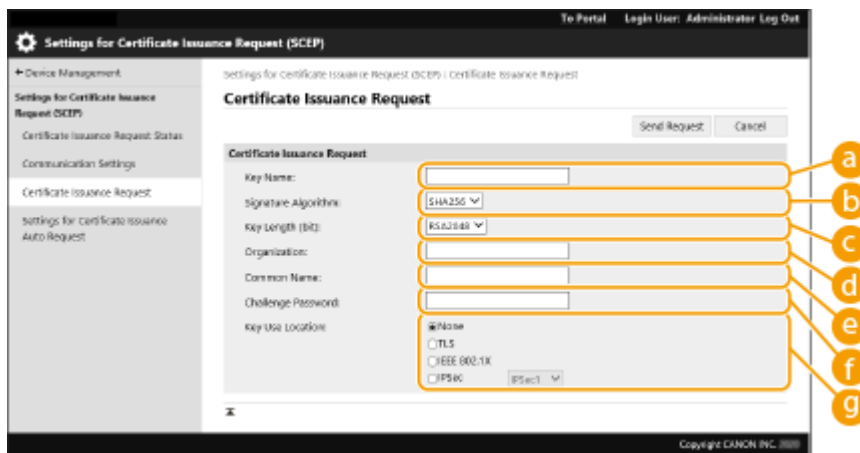 To Portal Login User: Administrator Log Out
Settings for Certificate Issuance Request (SCEP)
Device Management
Settings for Certificate Issuance Request (SCEP) : Certificate Issuance Request
Settings for Certificate Issuance
Request (SCEP)
Certificate Issuance Request Status
Communication Settings
Certificate Issuance Request
Settings for Certificate Issuance
Auto Request
Certificate Issuance Request
Send Request Cancel
Certificate Issuance Request
Key Name:
a
Signature Algorithm: SHA256
b
Key Length (bit): RSA2048
c
Organization:
d
Common Name:
e
Challenge Password:
f
Key Use Location: None
TLS
IEEE 802.1X
IPSec IPSec1
g
Copyright CANON INC.